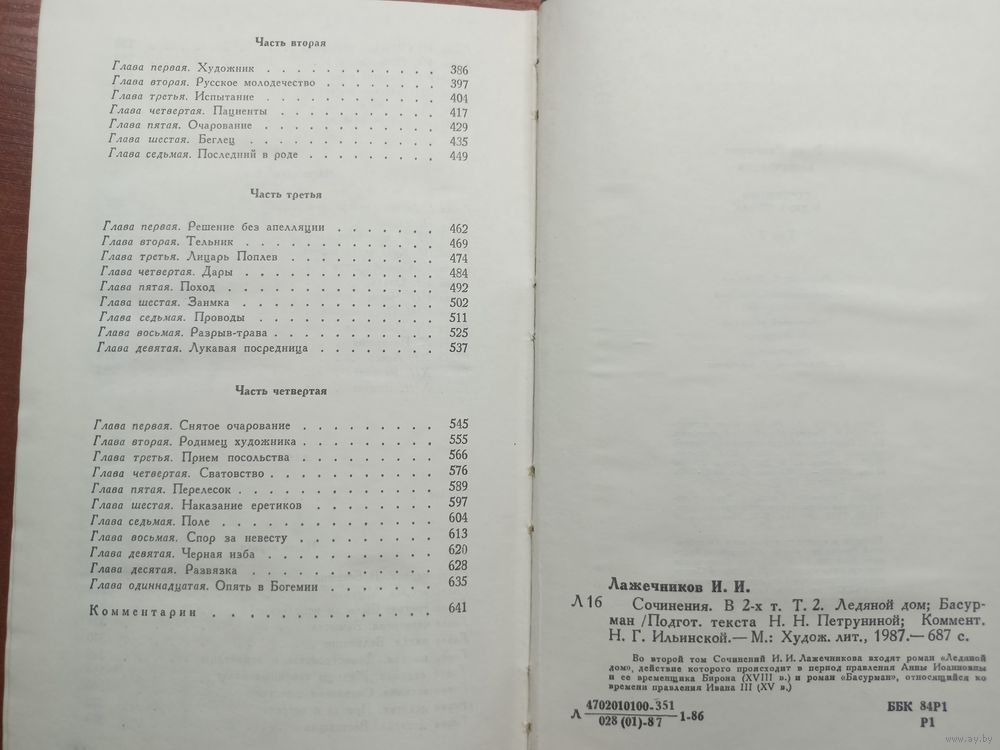 Часть вторая
Глава первая. Художник . . . . . . . . . . . . 386
Глава вторая. Русское молодечество . . . . . . . . 397
Глава третья. Испытание . . . . . . . . . . . . 404
Глава четвертая. Пациенты . . . . . . . . . . . 417
Глава пятая. Очарование . . . . . . . . . . . . 429
Глава шестая. Беглец . . . . . . . . . . . . . 435
Глава седьмая. Последний в роде . . . . . . . . . 449
Часть третья
Глава первая. Решение без апелляции . . . . . . . 462
Глава вторая. Тельник . . . . . . . . . . . . . 469
Глава третья. Лицарь Поплев . . . . . . . . . . 474
Глава четвертая. Дары . . . . . . . . . . . . . 484
Глава пятая. Поход . . . . . . . . . . . . . . 492
Глава шестая. Заимка . . . . . . . . . . . . . 502
Глава седьмая. Проводы . . . . . . . . . . . . 511
Глава восьмая. Разрыв-трава . . . . . . . . . . . 525
Глава девятая. Лукавая посредница . . . . . . . . 537
Часть четвертая
Глава первая. Снятое очарование . . . . . . . . . 545
Глава вторая. Родимец художника . . . . . . . . . 555
Глава третья. Прием посольства . . . . . . . . . 566
Глава четвертая. Сватовство . . . . . . . . . . . 576
Глава пятая. Перелесок . . . . . . . . . . . . . 589
Глава шестая. Наказание еретиков . . . . . . . . 597
Глава седьмая. Поле . . . . . . . . . . . . . . 604
Глава восьмая. Спор за невесту . . . . . . . . . 613
Глава девятая. Черная изба . . . . . . . . . . . 620
Глава десятая. Развязка . . . . . . . . . . . . 628
Глава одиннадцатая. Опять в Богемии . . . . . . . 635
Комментарии . . . . . . . . . . . . . . 641
Лажечников И. И.
Л 16 Сочинения. В 2-х т. Т. 2. Ледяной дом; Басур-
ман /Подгот. текста Н. Н. Петруниной; Коммент.
Н. Г. Ильинской.— М.: Худож. лит., 1987.— 687 с.
Во второй том Сочинений И. И. Лажечникова входят роман «Ледяной
дом», действие которого происходит в период правления Анны Иоанновны
и ее временщика Бирона (XVIII в.) и роман «Басурман», относящийся ко
времени правления Ивана III (XV в.)
Л 4702010100-351
028 (01)-87 1-86
ББК 84Р1
Р1
www.ay.by